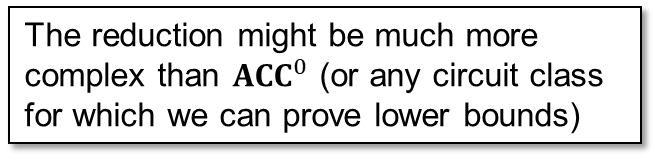 The reduction might be much more
complex than 𝐀𝐂𝐂⁰ (or any circuit class
for which we can prove lower bounds)